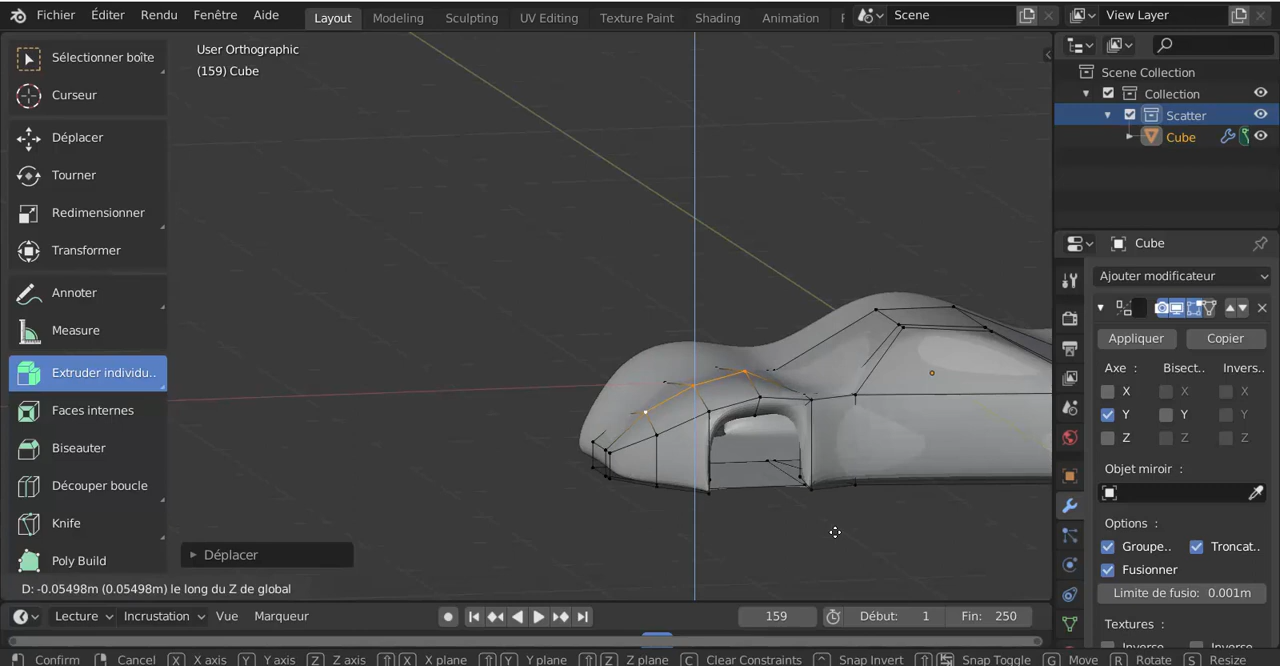 Fichier Éditer Rendu Fenêtre Aide Layout Modeling Sculpting UV Editing Texture Paint Shading Animation Scene View Layer
Sélectionner boîte
Curseur
Déplacer
Tourner
Redimensionner
Transformer
Annoter
Measure
Extruder individu..
Faces internes
Biseauter
Découper boucle
Knife
Poly Build
User Orthographic
(159) Cube
Déplacer
D: -0.05498m (0.05498m) le long du Z de global
Scene Collection
Collection
Scatter
Cube
Cube
Ajouter modificateur
Appliquer Copier
Axe : Bisect... Invers...
X X X
Y Y Y
Z Z Z
Objet miroir :
Options :
Groupe.. Troncat..
Fusionner
Limite de fusio: 0.001m
Textures :
Lecture Incrustation Vue Marqueur 159 Début: 1 Fin: 250
Confirm Cancel X X axis Y Y axis Z Z axis X X plane Y Y plane Z Z plane C Clear Constraints Snap Invert Snap Toggle G Move R Rotate S Resize